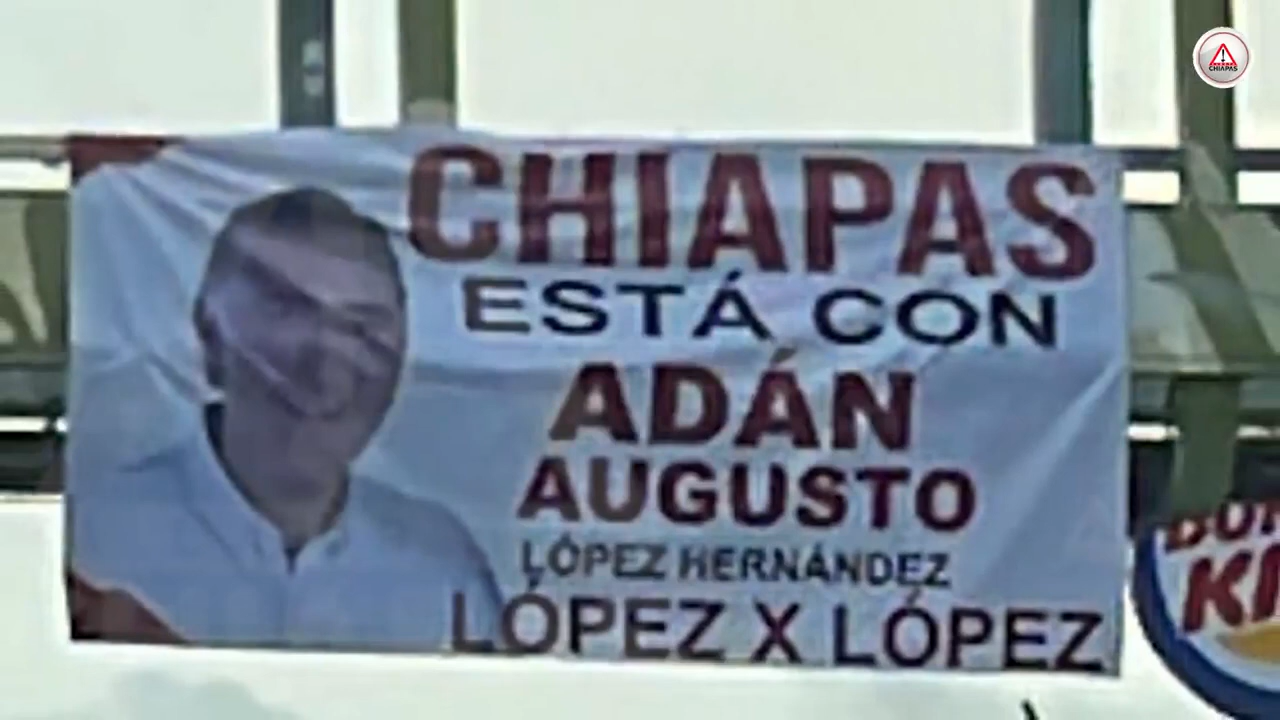 CHIAPAS
CHIAPAS
ESTÁ CON
ADÁN
AUGUSTO
LÓPEZ HERNÁNDEZ
LÓPEZ X LÓPEZ